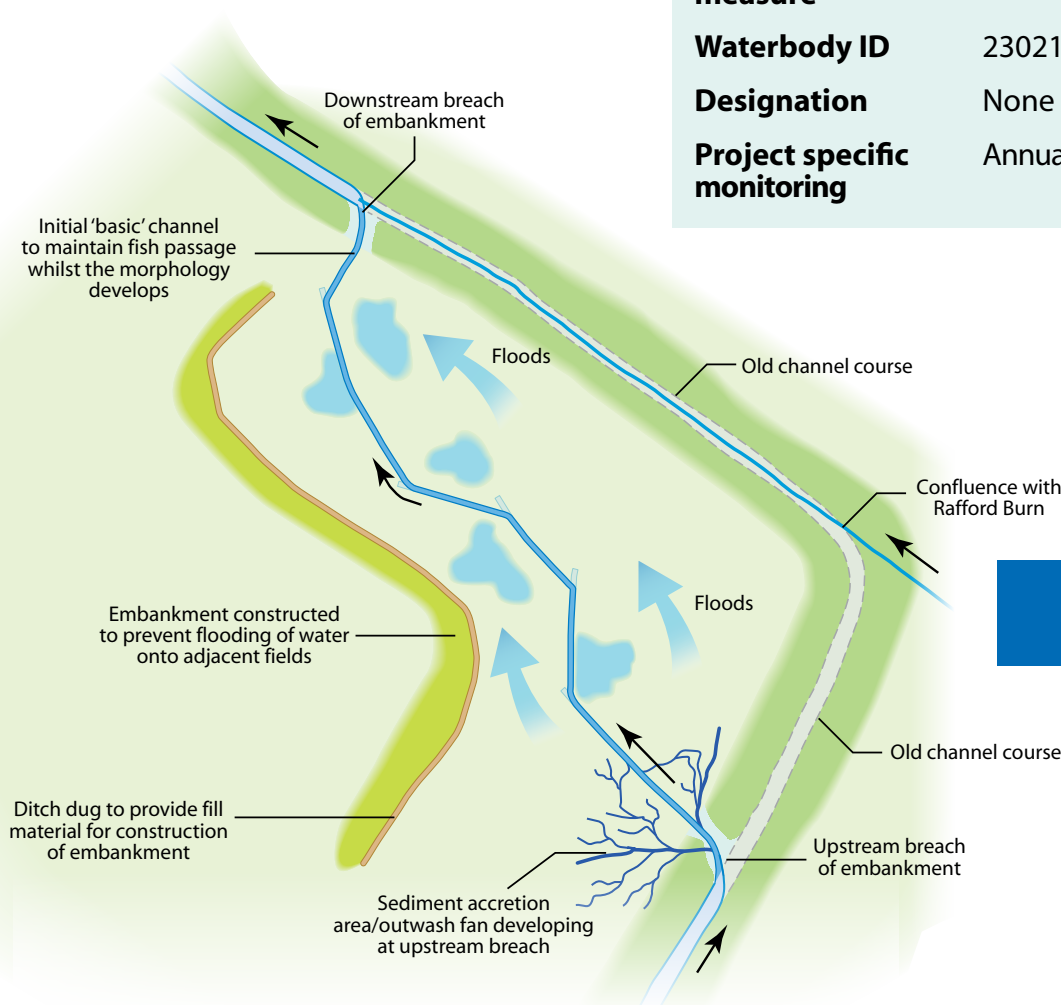 measure
Waterbody ID 23021
Designation None
Project specific Annua
monitoring
Downstream breach
of embankment
Initial ‘basic’ channel
to maintain fish passage
whilst the morphology
develops
Floods
Old channel course
Confluence with
Rafford Burn
Floods
Embankment constructed
to prevent flooding of water
onto adjacent fields
Old channel course
Ditch dug to provide fill
material for construction
of embankment
Upstream breach
of embankment
Sediment accretion
area/outwash fan developing
at upstream breach